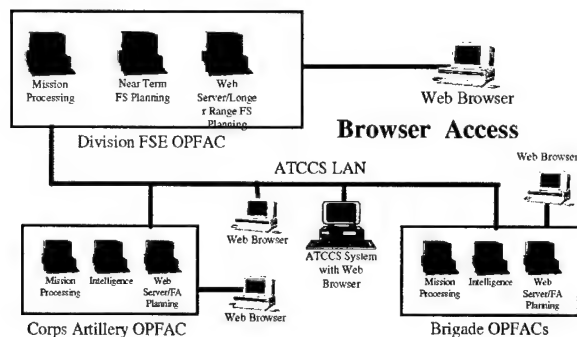 Mission
Processing
Near Term
FS Planning
Web
Server/Longe
r Range FS
Planning
Division FSE OPFAC
Web Browser
Browser Access
ATCCS LAN
Web Browser
Web Browser
ATCCS System
with Web
Browser
Mission
Processing
Intelligence
Web
Server/FA
Planning
Web Browser
Corps Artillery OPFAC
Mission
Processing
Intelligence
Web
Server/FA
Planning
Brigade OPFACs